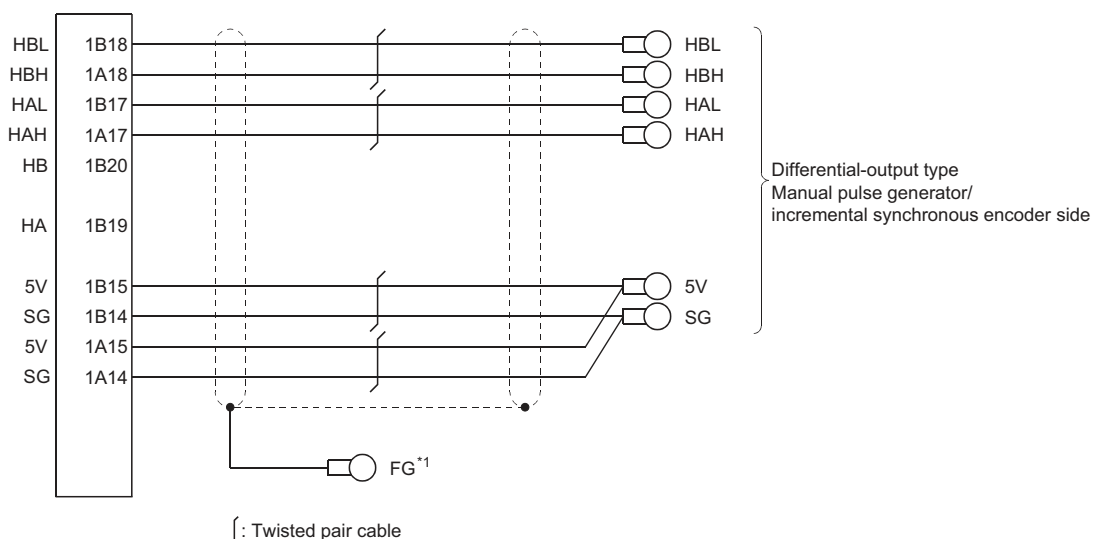 HBL 1B18 HBL
HBH 1A18 HBH
HAL 1B17 HAL
HAH 1A17 HAH
HB 1B20
Differential-output type
Manual pulse generator/
incremental synchronous encoder side
HA 1B19
5V 1B15 5V
SG 1B14 SG
5V 1A15
SG 1A14
FG*1
: Twisted pair cable